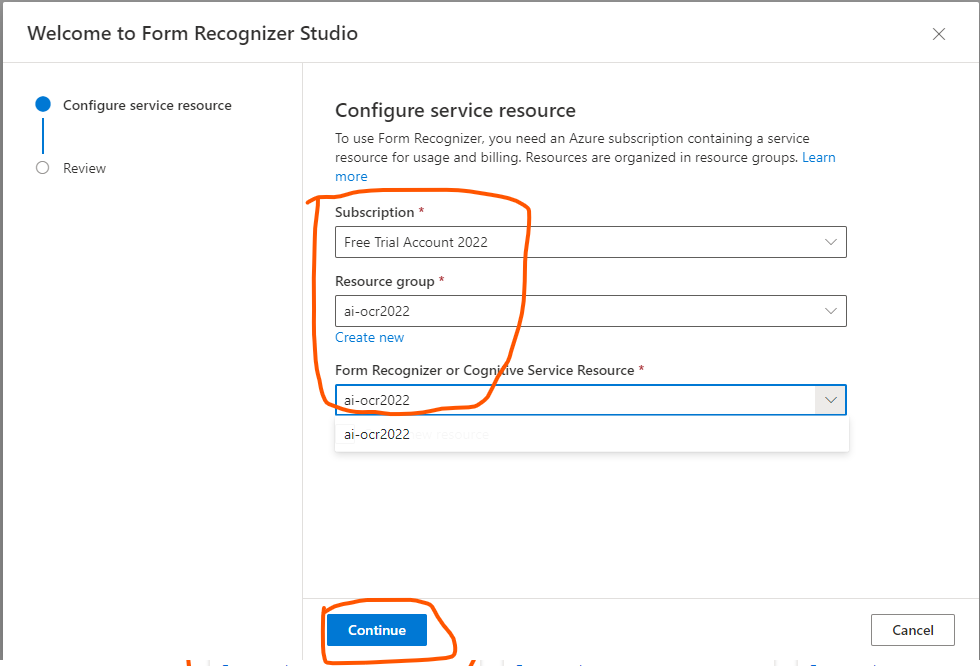 Welcome to Form Recognizer Studio
Configure service resource
Review
Configure service resource
To use Form Recognizer, you need an Azure subscription containing a service
resource for usage and billing. Resources are organized in resource groups. Learn
more
Subscription *
Free Trial Account 2022
Resource group *
ai-ocr2022
Create new
Form Recognizer or Cognitive Service Resource *
ai-ocr2022
ai-ocr2022
resource
Continue
Cancel